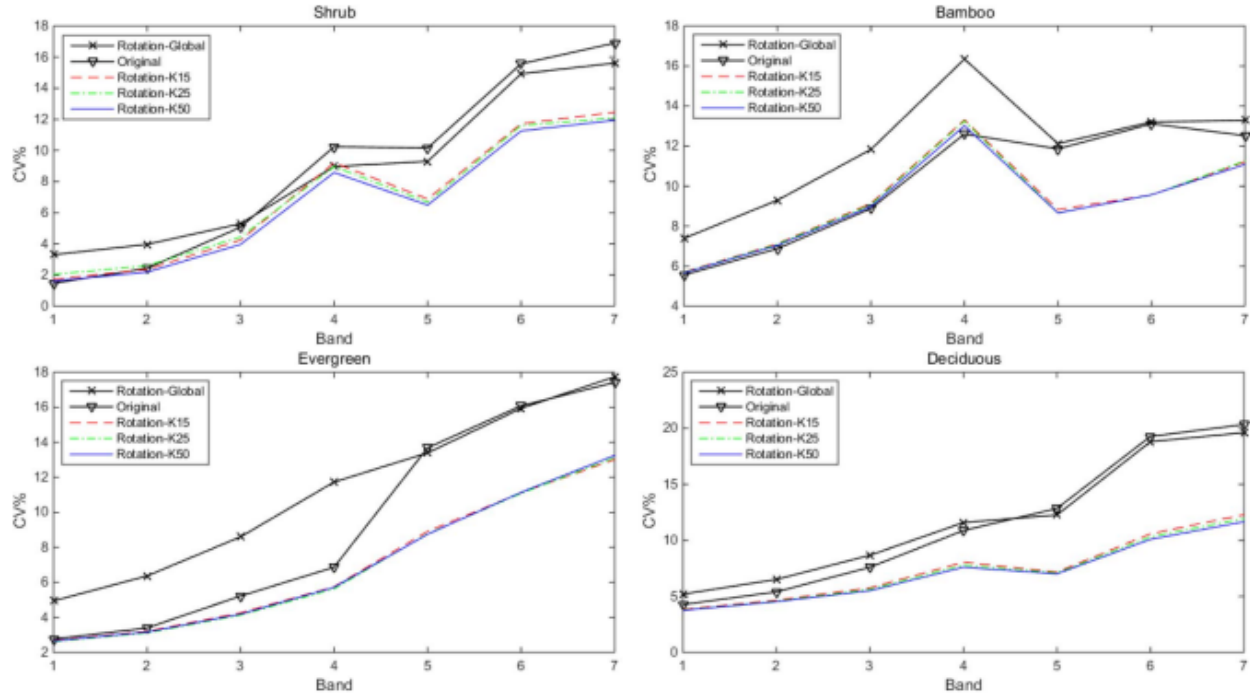 Shrub
18
16
14
12
10
8
6
4
2
0
CV%
Rotation-Global
Original
Rotation-K15
Rotation-K25
Rotation-K50
1 2 3 4 5 6 7
Band
Bamboo
18
16
14
12
10
8
6
4
CV%
Rotation-Global
Original
Rotation-K15
Rotation-K25
Rotation-K50
1 2 3 4 5 6 7
Band
Evergreen
18
16
14
12
10
8
6
4
2
CV%
Rotation-Global
Original
Rotation-K15
Rotation-K25
Rotation-K50
1 2 3 4 5 6 7
Band
Deciduous
25
20
15
10
5
0
CV%
Rotation-Global
Original
Rotation-K15
Rotation-K25
Rotation-K50
1 2 3 4 5 6 7
Band